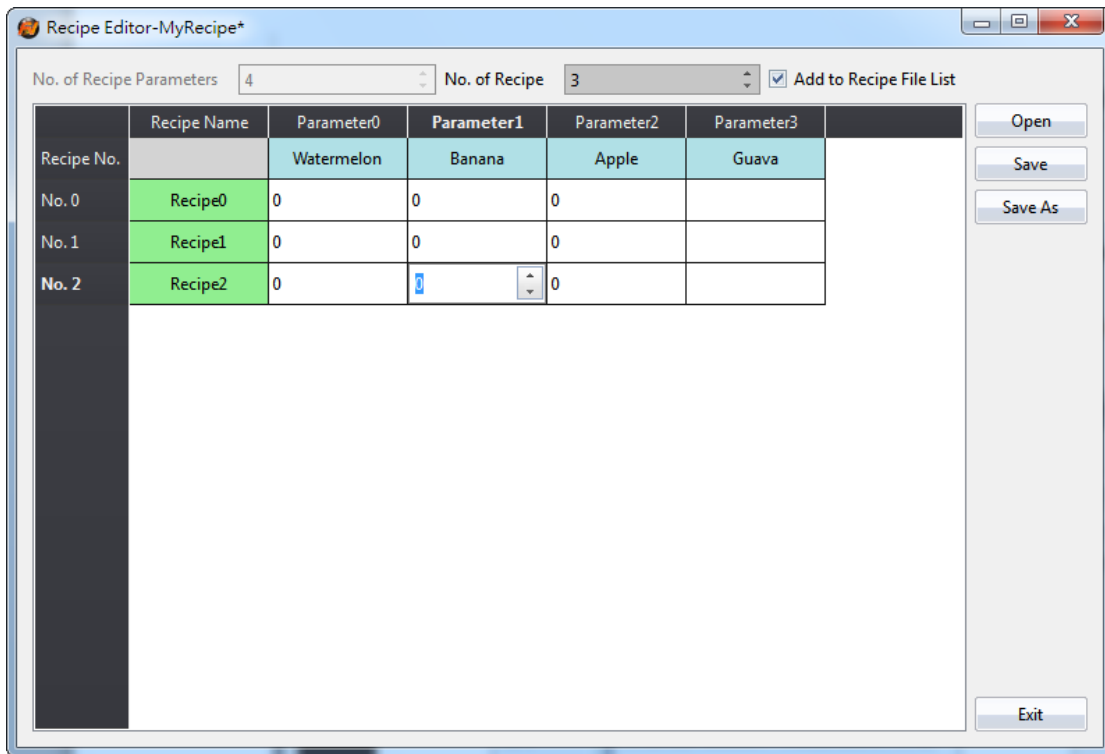 Recipe Editor-MyRecipe*
No. of Recipe Parameters 4 No. of Recipe 3 Add to Recipe File List
Recipe Name Parameter0 Parameter1 Parameter2 Parameter3 Open
Recipe No. Watermelon Banana Apple Guava Save
No. 0 Recipe0 0 0 0 Save As
No. 1 Recipe1 0 0 0
No. 2 Recipe2 0 0 0
Exit